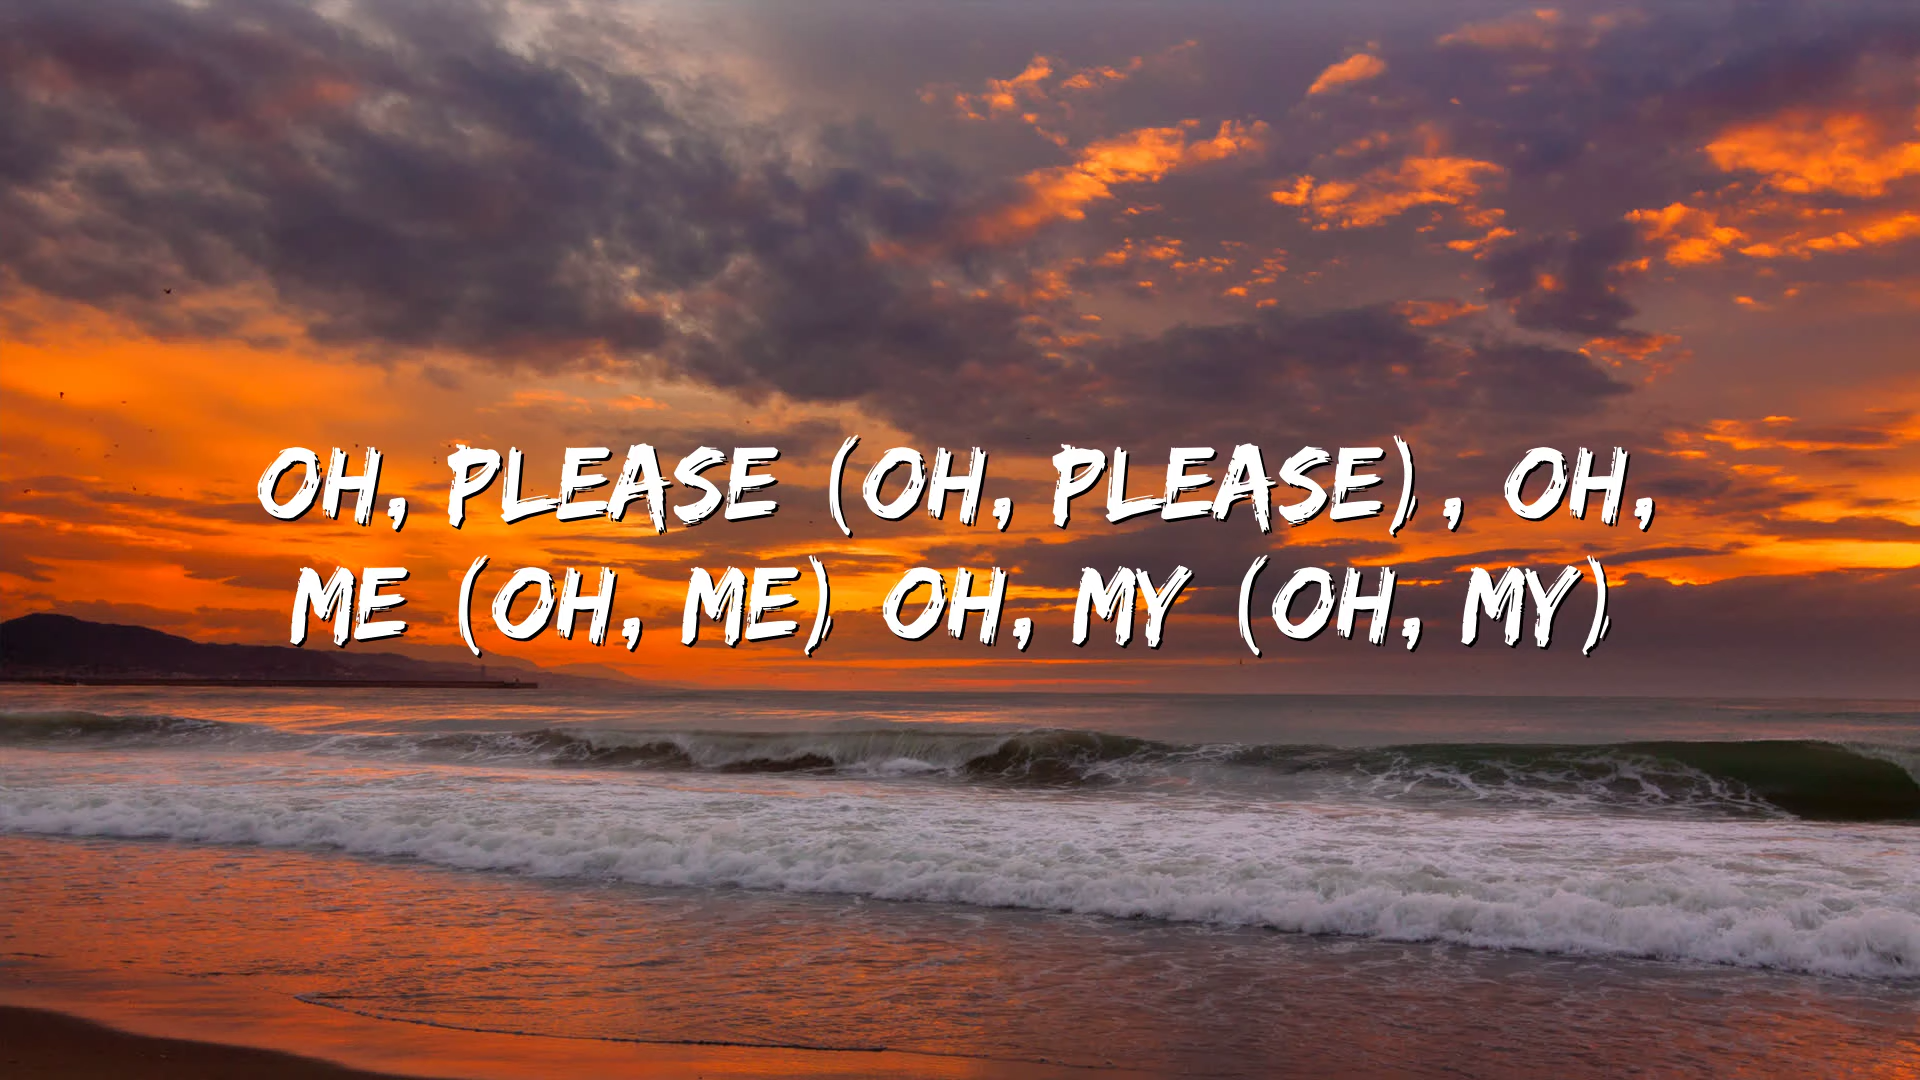 OH, PLEASE (OH, PLEASE), OH,
ME (OH, ME) OH, MY (OH, MY)